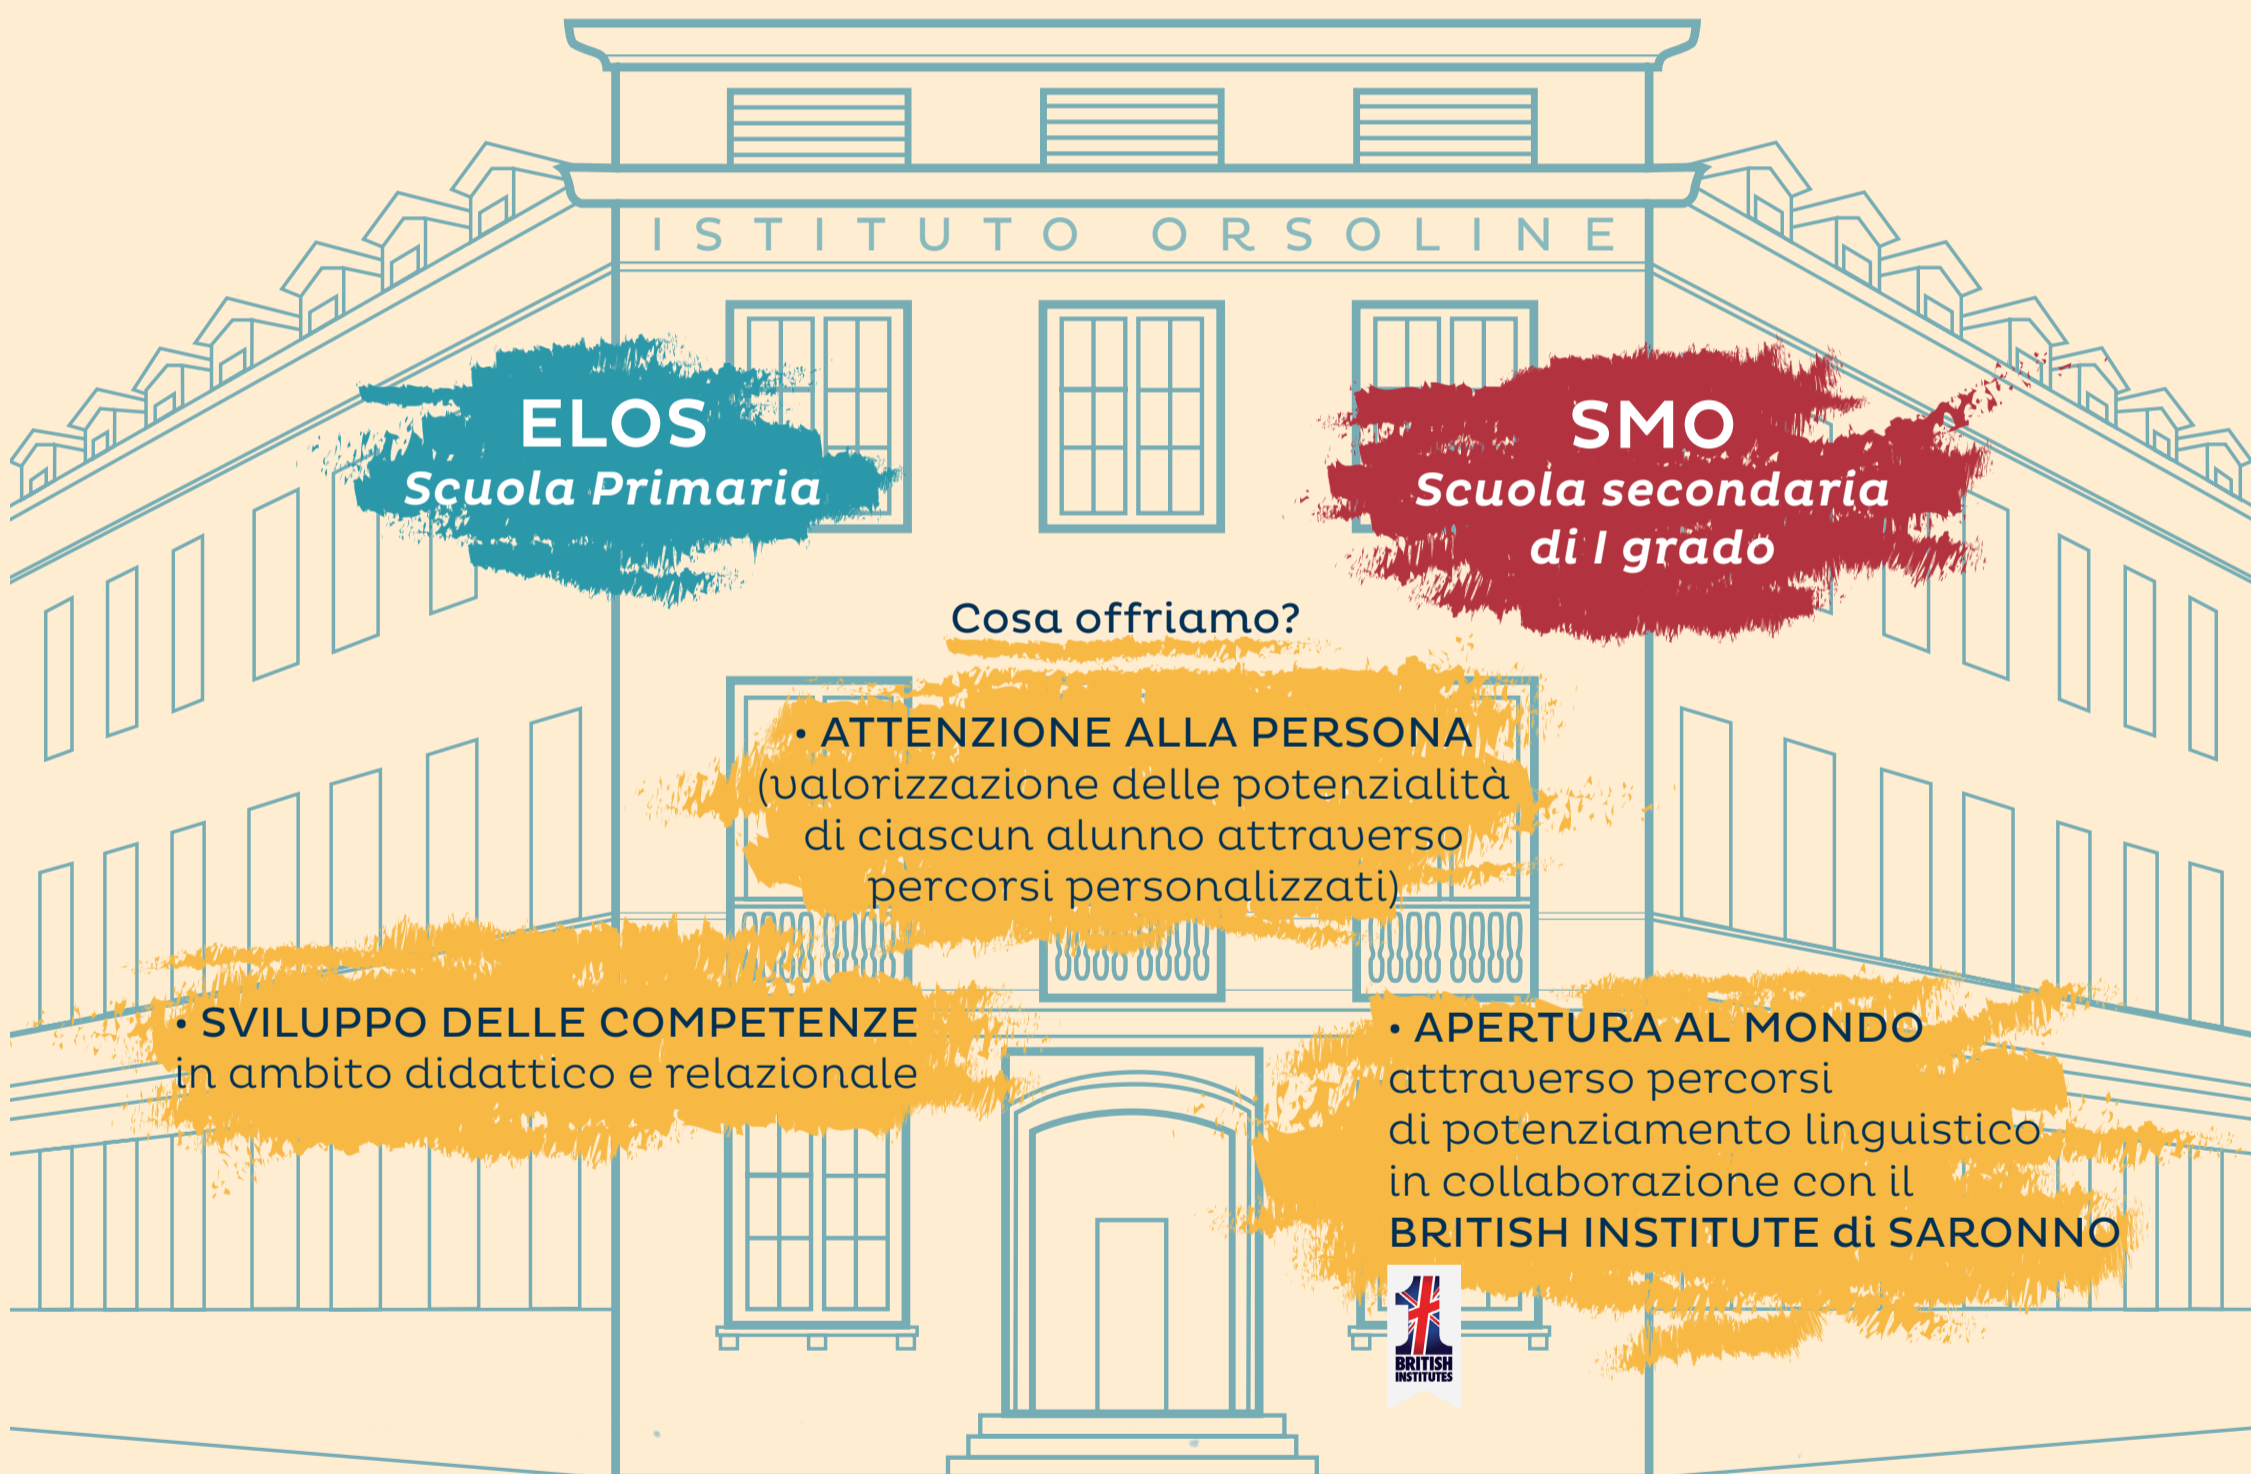 ISTITUTO ORSOLINE
ELOS
Scuola Primaria
SMO
Scuola secondaria
di I grado
Cosa offriamo?
• ATTENZIONE ALLA PERSONA
(valorizzazione delle potenzialità
di ciascun alunno attraverso
percorsi personalizzati)
• SVILUPPO DELLE COMPETENZE
in ambito didattico e relazionale
• APERTURA AL MONDO
attraverso percorsi
di potenziamento linguistico
in collaborazione con il
BRITISH INSTITUTE di SARONNO
1
BRITISH
INSTITUTES